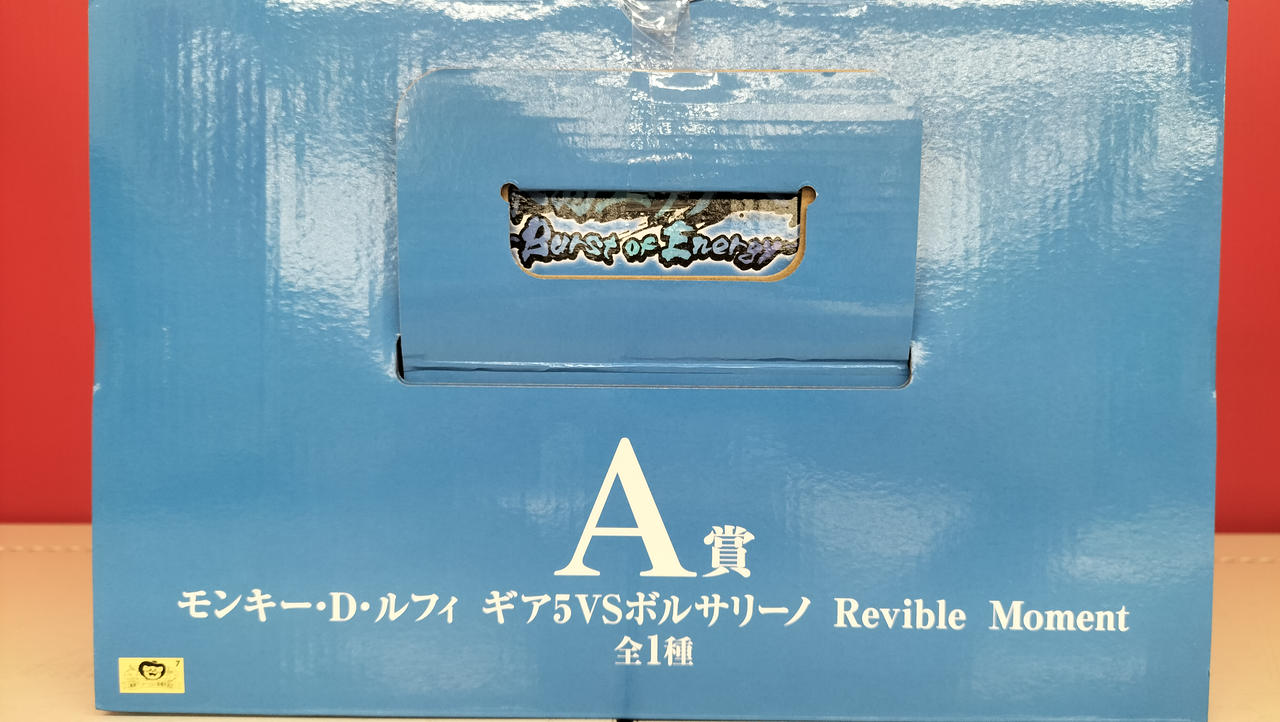 Burst of Energy
A賞
モンキー・D・ルフィ ギア5VSボルサリーノ Revible Moment
全1種
7